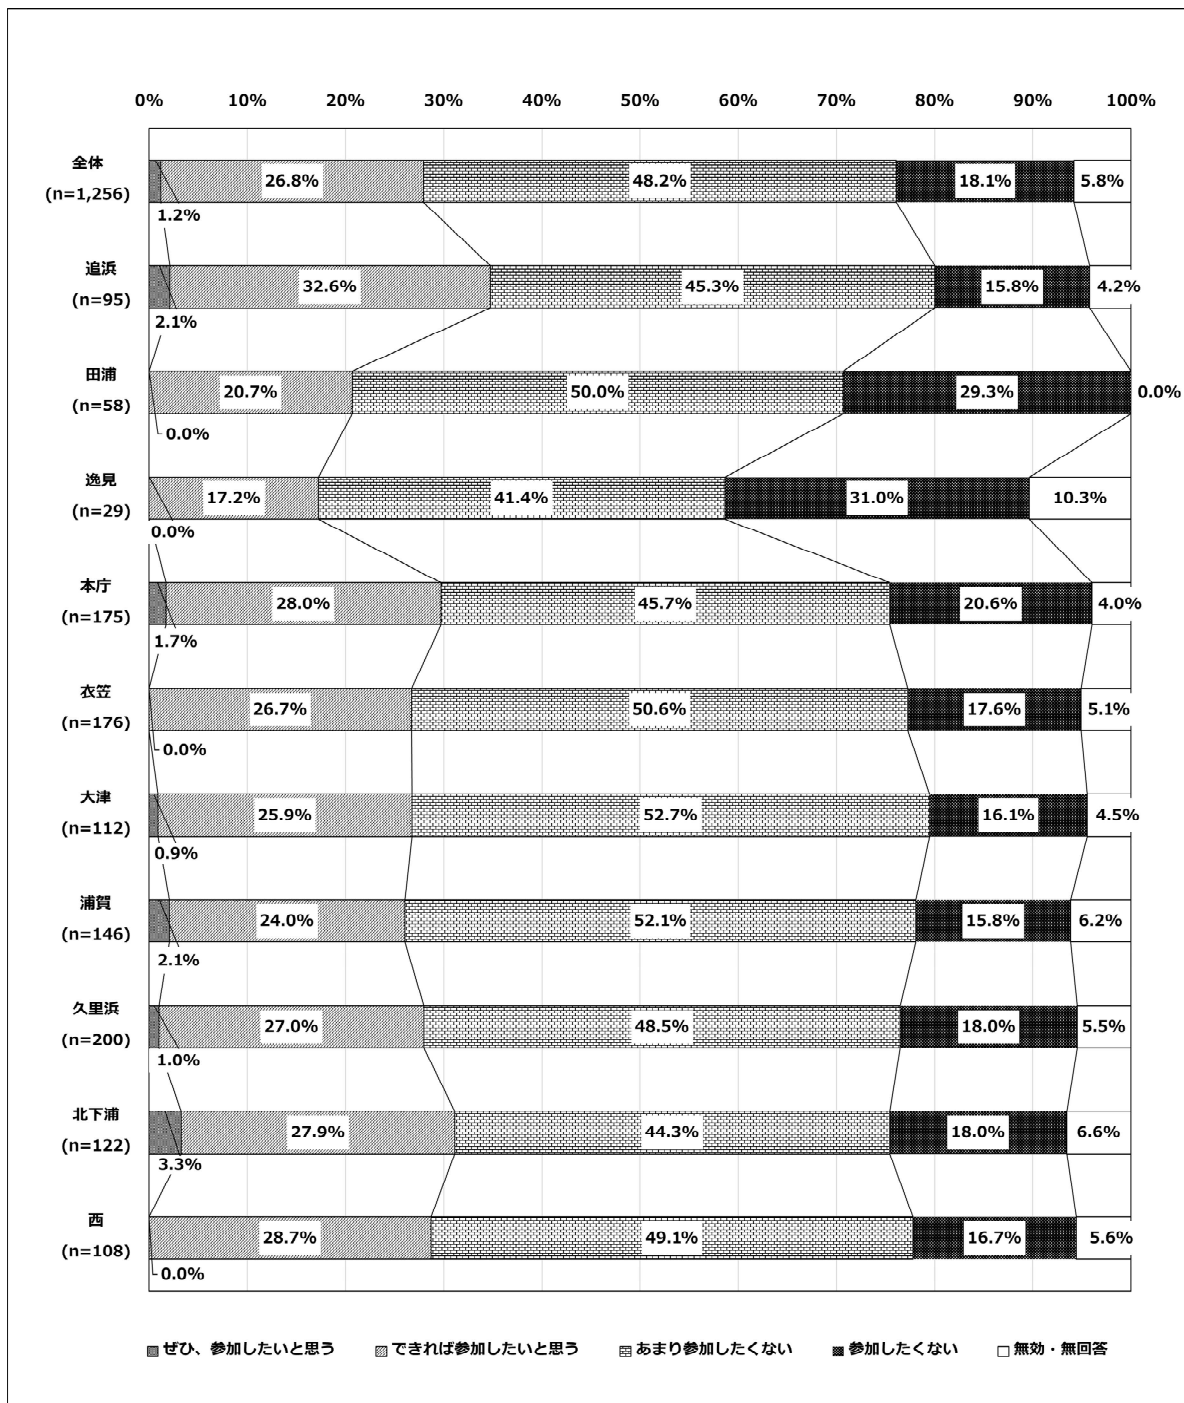 0% 10% 20% 30% 40% 50% 60% 70% 80% 90% 100%
全体
(n=1,256)
26.8% 48.2% 18.1% 5.8%
1.2%
追浜
(n=95)
32.6% 45.3% 15.8% 4.2%
2.1%
田浦
(n=58)
20.7% 50.0% 29.3% 0.0%
0.0%
逸見
(n=29)
17.2% 41.4% 31.0% 10.3%
0.0%
本庁
(n=175)
28.0% 45.7% 20.6% 4.0%
1.7%
衣笠
(n=176)
26.7% 50.6% 17.6% 5.1%
0.0%
大津
(n=112)
25.9% 52.7% 16.1% 4.5%
0.9%
浦賀
(n=146)
24.0% 52.1% 15.8% 6.2%
2.1%
久里浜
(n=200)
27.0% 48.5% 18.0% 5.5%
1.0%
北下浦
(n=122)
27.9% 44.3% 18.0% 6.6%
3.3%
西
(n=108)
28.7% 49.1% 16.7% 5.6%
0.0%
ぜひ、参加したいと思う できれば参加したいと思う あまり参加したくない 参加したくない 無効・無回答